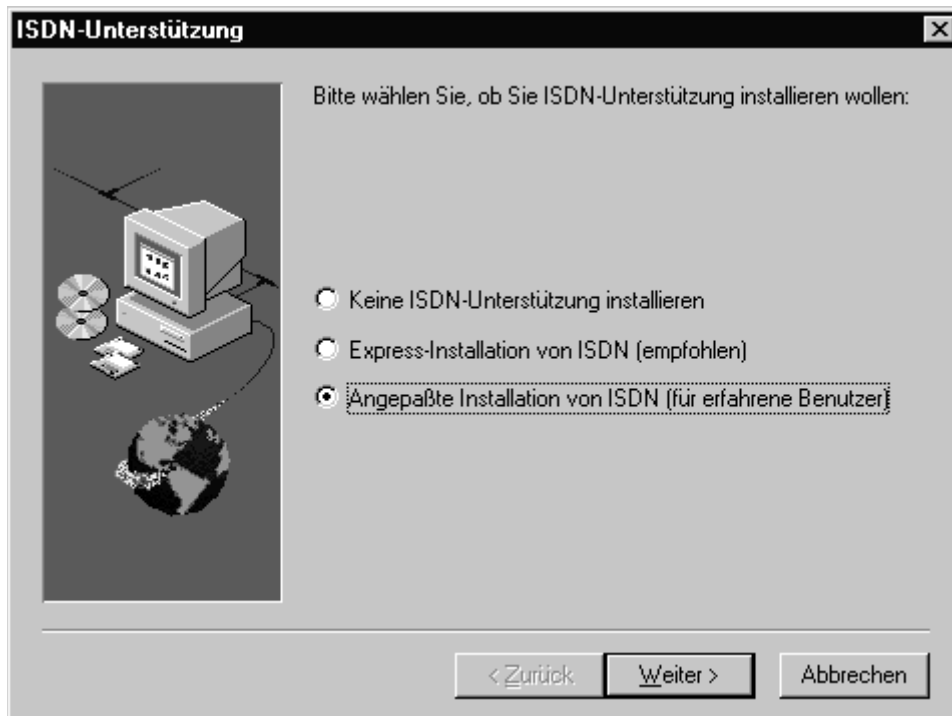 ISDN-Unterstützung
Bitte wählen Sie, ob Sie ISDN-Unterstützung installieren wollen:
Keine ISDN-Unterstützung installieren
Express-Installation von ISDN (empfohlen)
Angepaßte Installation von ISDN (für erfahrene Benutzer)
< Zurück
Weiter >
Abbrechen